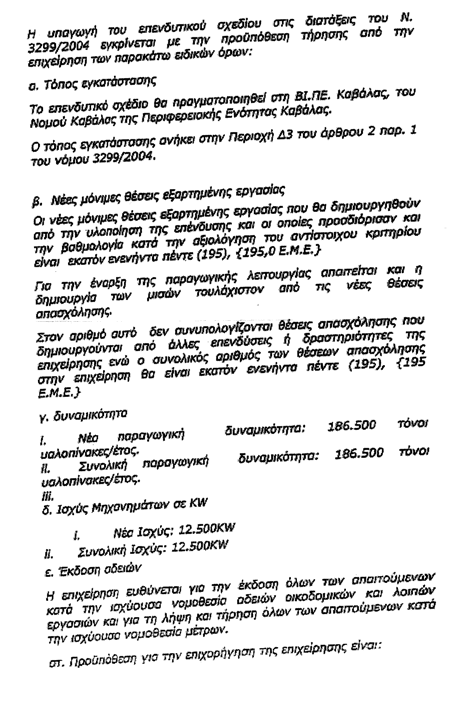 Η υπαγωγή του επενδυτικού σχεδίου στις διατάξεις του Ν.
3299/2004 εγκρίνεται με την προϋπόθεση τήρησης από την
επιχείρηση των παρακάτω ειδικών όρων:
α. Τόπος εγκατάστασης
Το επενδυτικό σχέδιο θα πραγματοποιηθεί στη ΒΙ.ΠΕ. Καβάλας, του
Νομού Καβάλας της Περιφερειακής Ενότητας Καβάλας.
Ο τόπος εγκατάστασης ανήκει στην Περιοχή Δ3 του άρθρου 2 παρ. 1
του νόμου 3299/2004.
β. Νέες μόνιμες θέσεις εξαρτημένης εργασίας
Οι νέες μόνιμες θέσεις εξαρτημένης εργασίας που θα δημιουργηθούν
από την υλοποίηση της επένδυσης και οι οποίες προσδιόρισαν και
την βαθμολογία κατά την αξιολόγηση του αντίστοιχου κριτηρίου
είναι εκατόν ενενήντα πέντε (195), {195,0 Ε.Μ.Ε.}
Για την έναρξη της παραγωγικής λειτουργίας απαιτείται και η
δημιουργία των μισών τουλάχιστον από τις νέες θέσεις
απασχόλησης.
Στον αριθμό αυτό δεν συνυπολογίζονται θέσεις απασχόλησης που
δημιουργούνται από άλλες επενδύσεις ή δραστηριότητες της
επιχείρησης ενώ ο συνολικός αριθμός των θέσεων απασχόλησης
στην επιχείρηση θα είναι εκατόν ενενήντα πέντε (195), {195
Ε.Μ.Ε.}
γ. δυναμικότητα
i. Νέα παραγωγική δυναμικότητα: 186.500 τόνοι
υαλοπίνακες/έτος.
ii. Συνολική παραγωγική δυναμικότητα: 186.500 τόνοι
υαλοπίνακες/έτος.
iii.
δ. Ισχύς Μηχανημάτων σε KW
i. Νέα Ισχύς: 12.500KW
ii. Συνολική Ισχύς: 12.500KW
ε. Έκδοση αδειών
Η επιχείρηση ευθύνεται για την έκδοση όλων των απαιτούμενων
κατά την ισχύουσα νομοθεσία αδειών οικοδομικών και λοιπών
εργασιών και για τη λήψη και τήρηση όλων των απαιτούμενων κατά
την ισχύουσα νομοθεσία μέτρων.
στ. Προϋπόθεση για την επιχορήγηση της επιχείρησης είναι: